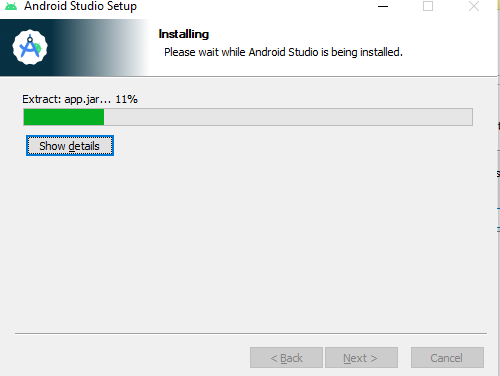 Android Studio Setup
Installing
Please wait while Android Studio is being installed.
Extract: app.jar... 11%
Show details
< Back
Next >
Cancel